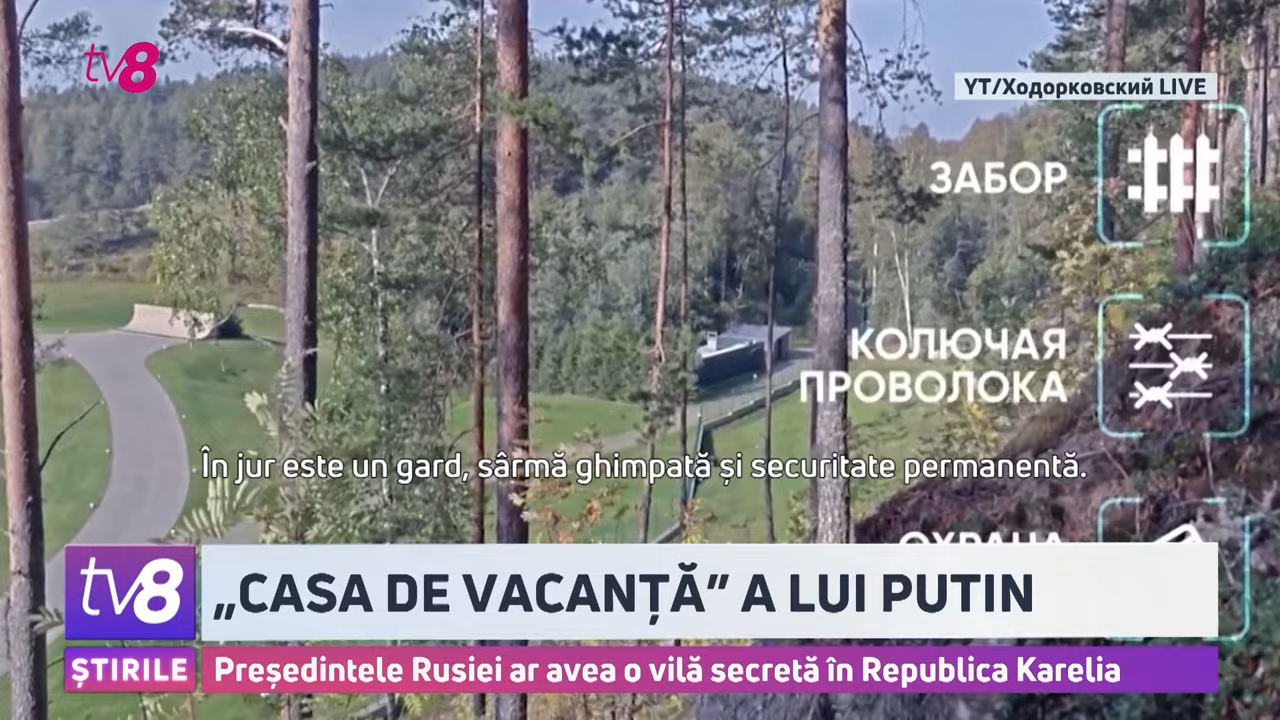 tv8
YT/Ходорковский LIVE
ЗАБОР
КОЛЮЧАЯ
ПРОВОЛОКА
În jur este un gard, sârmă ghimpată și securitate permanentă.
ОХРАНА
tv8
„CASA DE VACANȚĂ” A LUI PUTIN
ȘTIRILE
Președintele Rusiei ar avea o vilă secretă în Republica Karelia